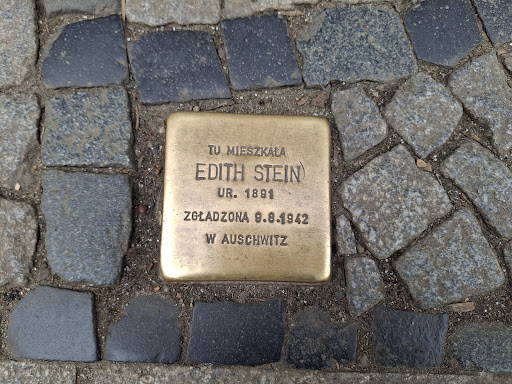 TU MIESZKAŁA
EDITH STEIN
UR. 1891
ZGŁADZONA 9.8.1942
W AUSCHWITZ